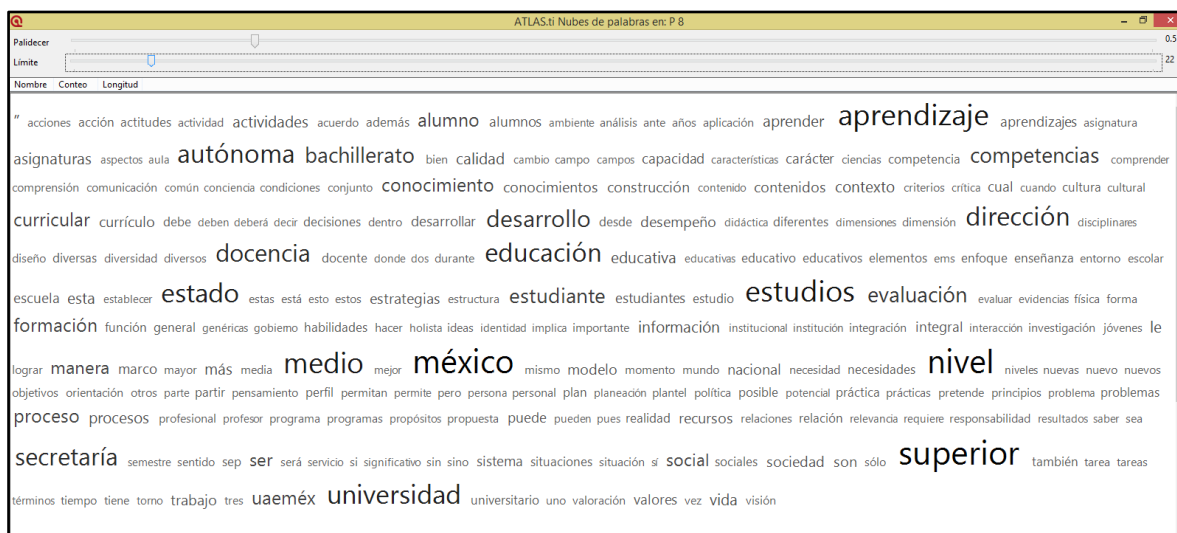 ATLAS.ti Nubes de palabras en: P 8
Palidecer 0.5
Límite 22
Nombre Conteo Longitud
" acciones acción actitudes actividad actividades acuerdo además alumno alumnos ambiente análisis ante años aplicación aprender aprendizaje aprendizajes asignatura
asignaturas aspectos aula autónoma bachillerato bien calidad cambio campo campos capacidad características carácter ciencias competencia competencias comprender
comprensión comunicación común conciencia condiciones conjunto conocimiento conocimientos construcción contenido contenidos contexto criterios crítica cual cuando cultura cultural
curricular currículo debe deben deberá decir decisiones dentro desarrollar desarrollo desde desempeño didáctica diferentes dimensiones dimensión dirección disciplinares
diseño diversas diversidad diversos docencia docente donde dos durante educación educativa educativas educativo educativos elementos ems enfoque enseñanza entorno escolar
escuela esta establecer estado estas está esto estos estrategias estructura estudiante estudiantes estudio estudios evaluación evaluar evidencias física forma
formación función general genéricas gobierno habilidades hacer holista ideas identidad implica importante información institucional institución integración integral interacción investigación jóvenes le
lograr manera marco mayor más media medio mejor méxico mismo modelo momento mundo nacional necesidad necesidades nivel niveles nuevas nuevo nuevos
objetivos orientación otros parte partir pensamiento perfil permitan permite pero persona personal plan planeación plantel política posible potencial práctica prácticas pretende principios problema problemas
proceso procesos profesional profesor programa programas propósitos propuesta puede pueden pues realidad recursos relaciones relación relevancia requiere responsabilidad resultados saber sea
secretaría semestre sentido sep ser será servicio si significativo sin sino sistema situaciones situación sí social sociales sociedad son sólo superior también tarea tareas
términos tiempo tiene torno trabajo tres uaeméx universidad universitario uno valoración valores vez vida visión